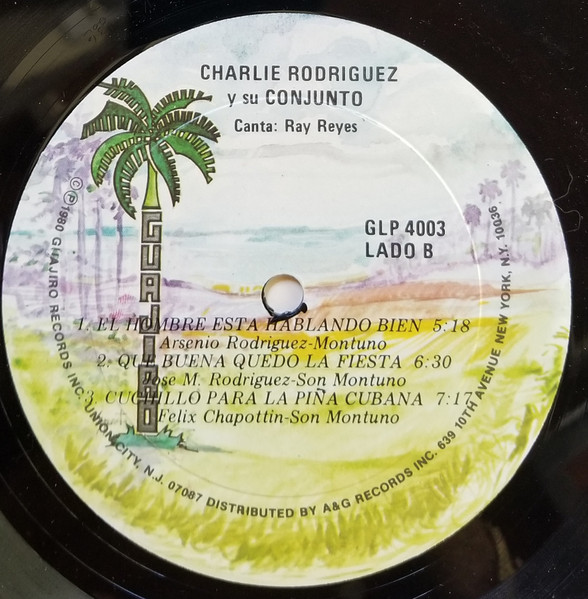 CHARLIE RODRIGUEZ
y su CONJUNTO
Canta: Ray Reyes
GUAJIRO
GLP 4003
LADO B
1. EL HOMBRE ESTA HABLANDO BIEN 5:18
Arsenio Rodriguez-Montuno
2. QUE BUENA QUEDO LA FIESTA 6:30
Jose M. Rodriguez-Son Montuno
3. CUCHILLO PARA LA PIÑA CUBANA 7:17
Felix Chapottin-Son Montuno
© ℗ 1980 GUAJIRO RECORDS INC. UNION CITY, N.J. 07087 DISTRIBUTED BY A&G RECORDS INC. 639 10TH AVENUE NEW YORK, N.Y. 10036